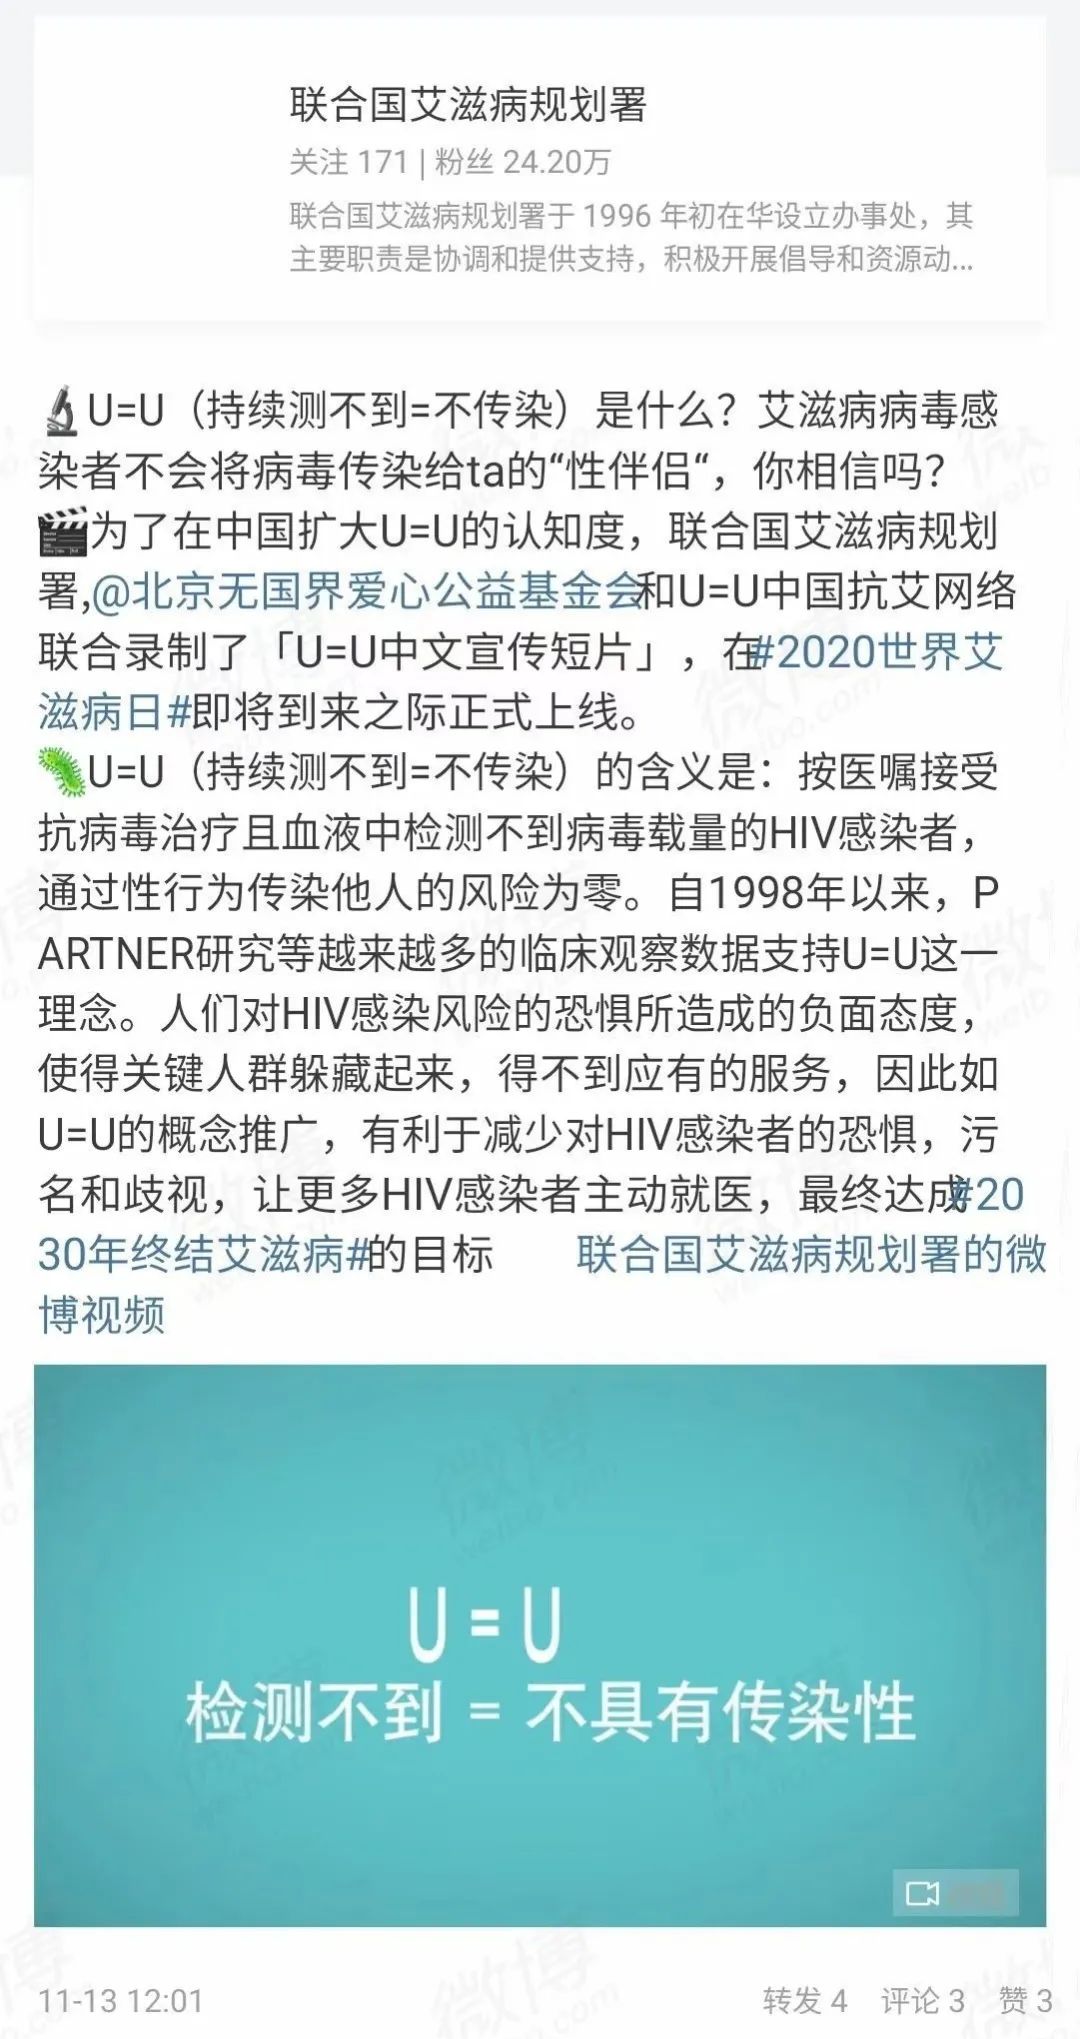 联合国艾滋病规划署
关注 171 | 粉丝 24.20万
联合国艾滋病规划署于 1996 年初在华设立办事处，其
主要职责是协调和提供支持，积极开展倡导和资源动...
🔬U=U（持续测不到=不传染）是什么？艾滋病病毒感
染者不会将病毒传染给ta的“性伴侣“，你相信吗？
🎬为了在中国扩大U=U的认知度，联合国艾滋病规划
署,@北京无国界爱心公益基金会和U=U中国抗艾网络
联合录制了「U=U中文宣传短片」，在#2020世界艾
滋病日#即将到来之际正式上线。
🦠U=U（持续测不到=不传染）的含义是：按医嘱接受
抗病毒治疗且血液中检测不到病毒载量的HIV感染者，
通过性行为传染他人的风险为零。自1998年以来，P
ARTNER研究等越来越多的临床观察数据支持U=U这一
理念。人们对HIV感染风险的恐惧所造成的负面态度，
使得关键人群躲藏起来，得不到应有的服务，因此如
U=U的概念推广，有利于减少对HIV感染者的恐惧，污
名和歧视，让更多HIV感染者主动就医，最终达成#20
30年终结艾滋病#的目标 联合国艾滋病规划署的微
博视频
U = U
检测不到 = 不具有传染性
11-13 12:01 转发 4 评论 3 赞 3